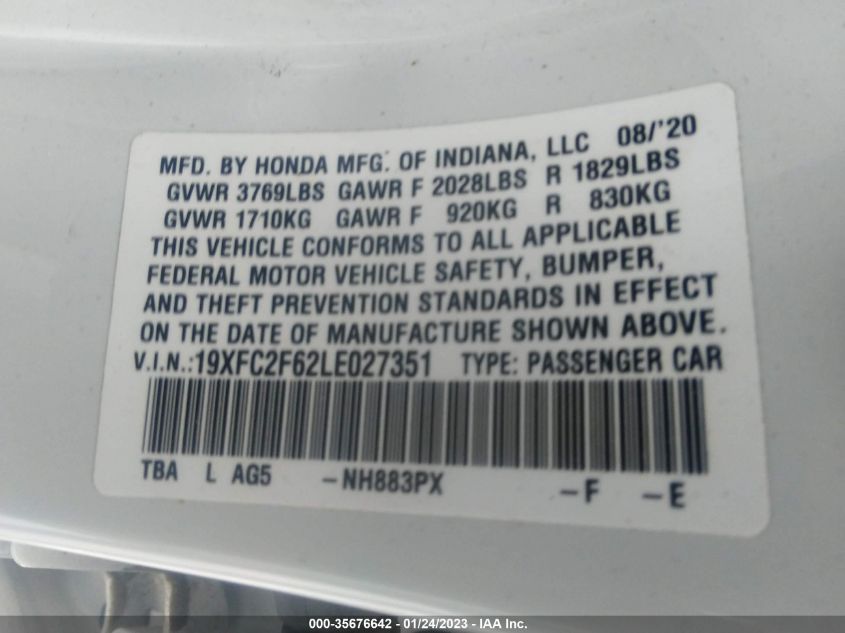 MFD. BY HONDA MFG. OF INDIANA, LLC 08/'20
GVWR 3769LBS GAWR F 2028LBS R 1829LBS
GVWR 1710KG GAWR F 920KG R 830KG
THIS VEHICLE CONFORMS TO ALL APPLICABLE
FEDERAL MOTOR VEHICLE SAFETY, BUMPER,
AND THEFT PREVENTION STANDARDS IN EFFECT
ON THE DATE OF MANUFACTURE SHOWN ABOVE.
V.I.N.:19XFC2F62LE027351 TYPE: PASSENGER CAR
TBA L AG5 -NH883PX -F -E
000-35676642 - 01/24/2023 - IAA Inc.